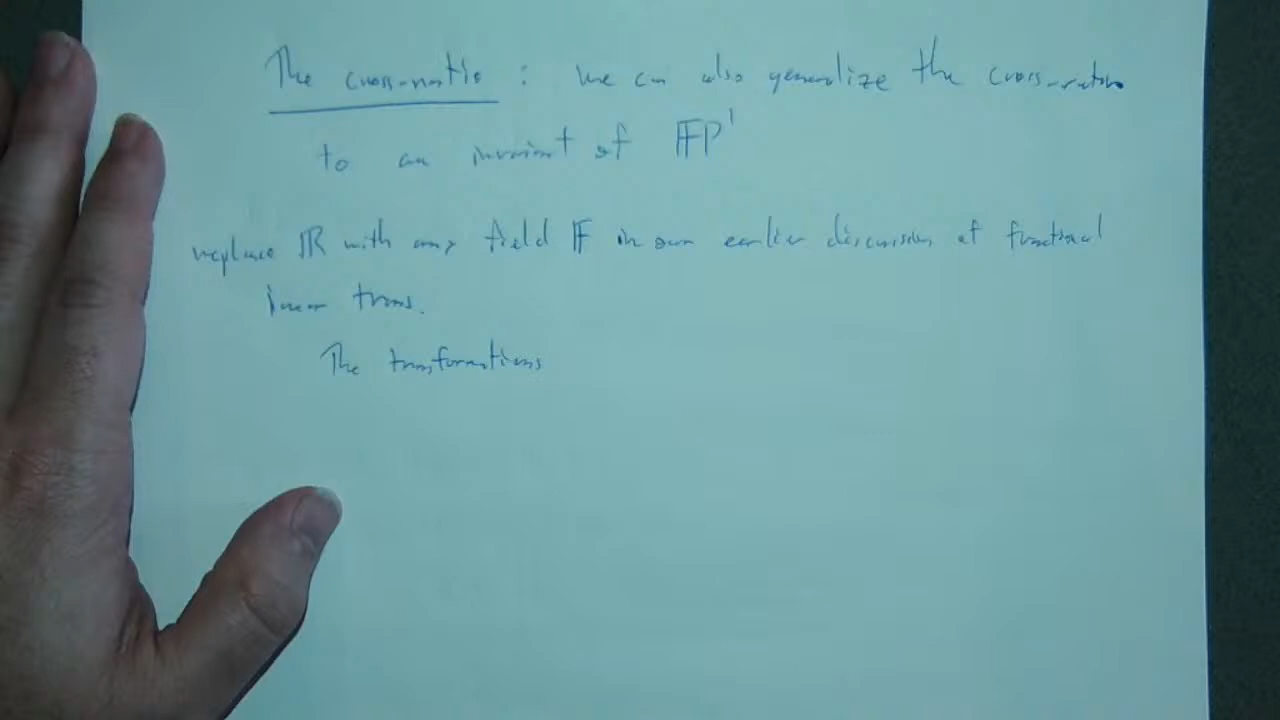 The cross-ratio : we can also generalize the cross-ratio
to an invariant of 𝔽P¹
replace ℝ with any field 𝔽 in our earlier discussion of fractional
linear trans.
The transformations